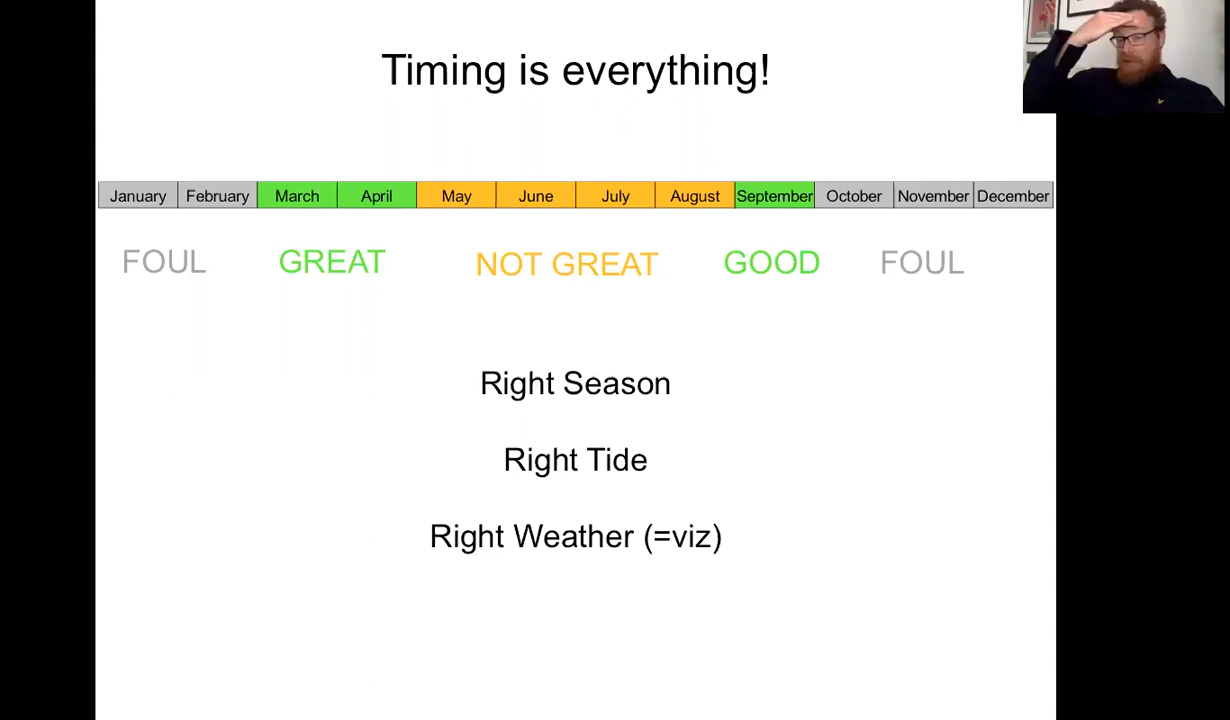 Timing is everything!
January February March April May June July August September October November December
FOUL GREAT NOT GREAT GOOD FOUL
Right Season
Right Tide
Right Weather (=viz)